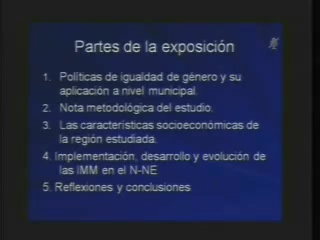 Partes de la exposición
1. Políticas de igualdad de género y su
aplicación a nivel municipal.
2. Nota metodológica del estudio.
3. Las características socioeconómicas de
la región estudiada.
4. Implementación, desarrollo y evolución de
las IMM en el N-NE
5. Reflexiones y conclusiones